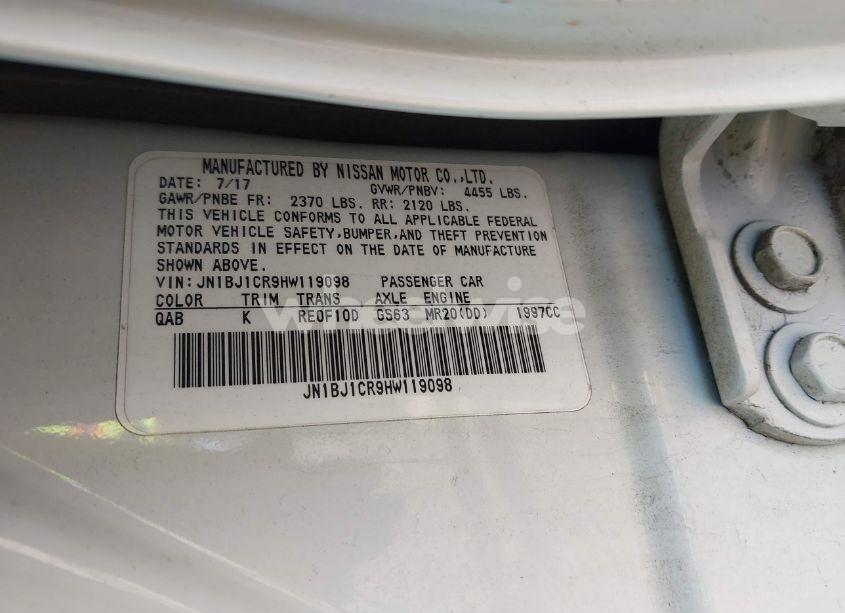 MANUFACTURED BY NISSAN MOTOR CO.,LTD.
DATE: 7/17 GVWR/PNBV: 4455 LBS.
GAWR/PNBE FR: 2370 LBS. RR: 2120 LBS.
THIS VEHICLE CONFORMS TO ALL APPLICABLE FEDERAL
MOTOR VEHICLE SAFETY,BUMPER,AND THEFT PREVENTION
STANDARDS IN EFFECT ON THE DATE OF MANUFACTURE
SHOWN ABOVE.
VIN:JN1BJ1CR9HW119098 PASSENGER CAR
COLOR TRIM TRANS AXLE ENGINE
QAB K RE0F10D GS63 MR20(DD) 1997CC
JN1BJ1CR9HW119098
wheelwise